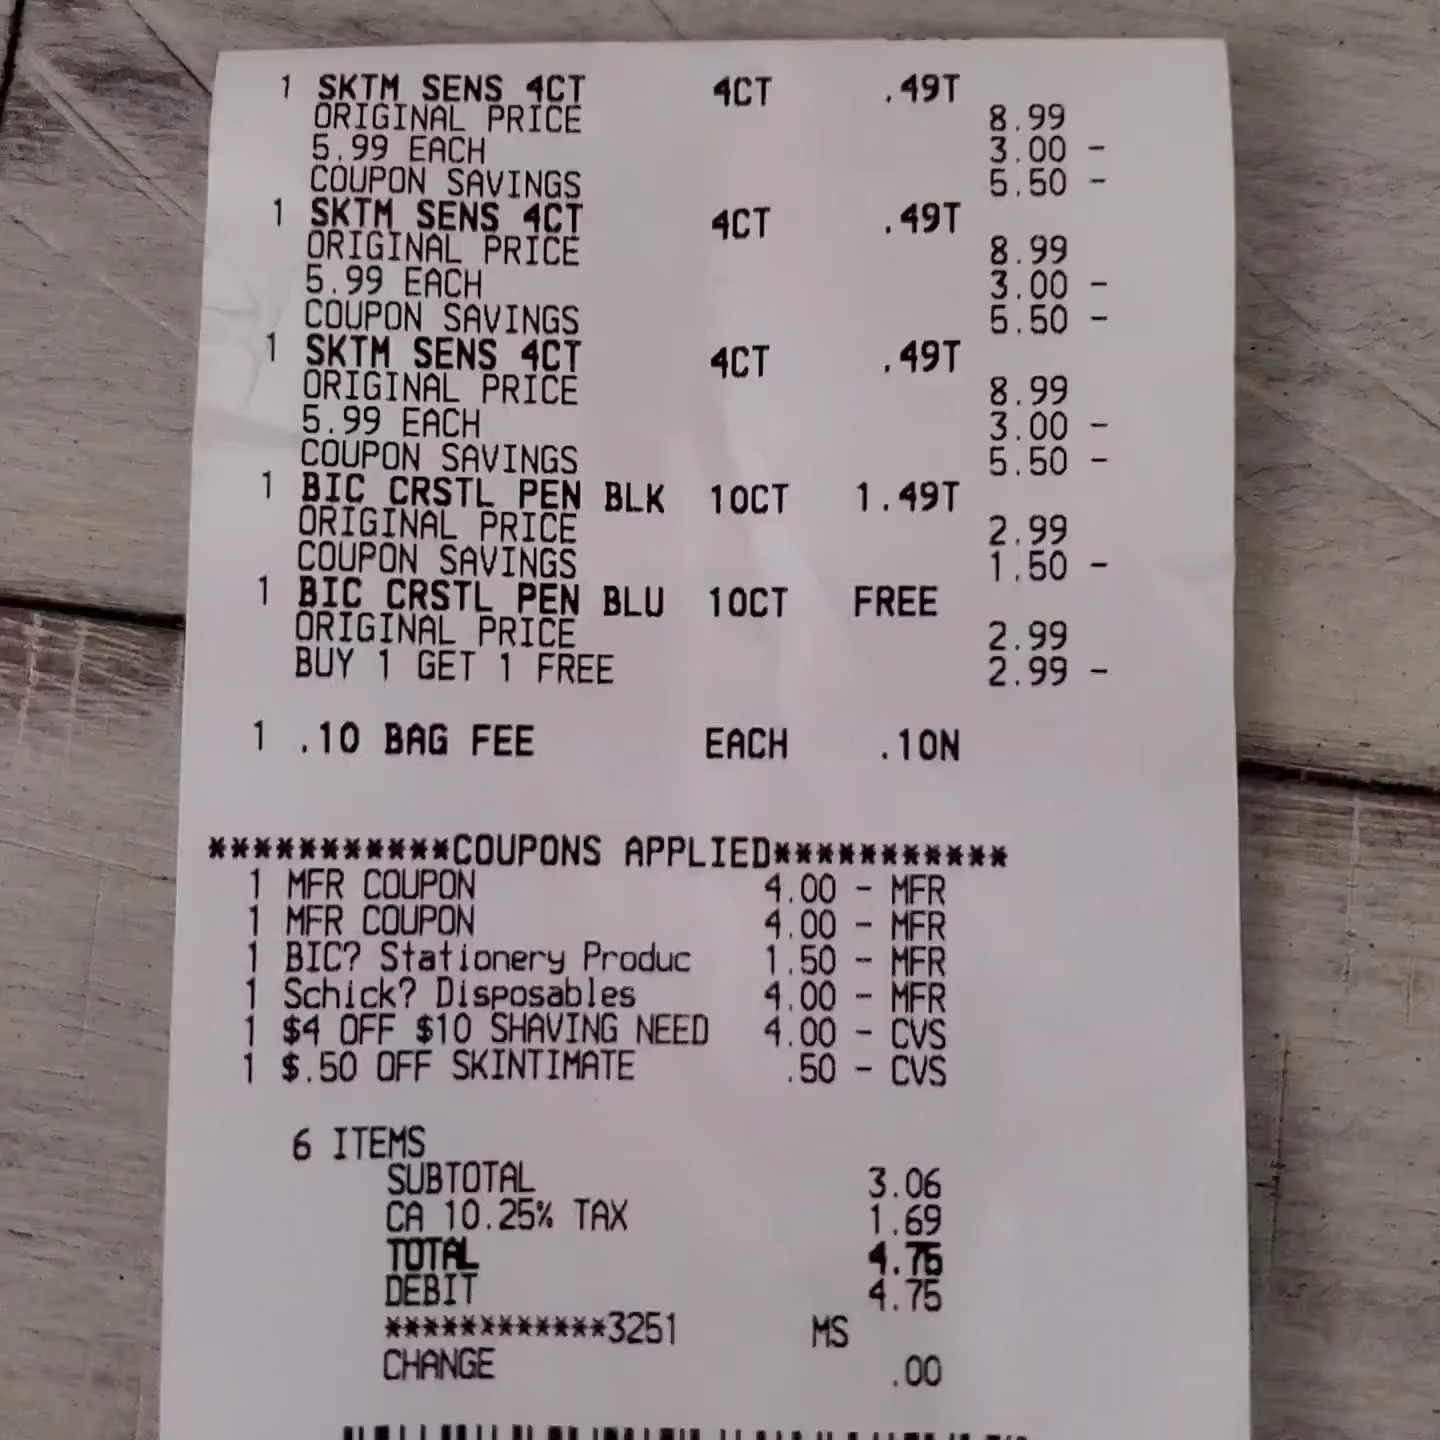 1 SKTM SENS 4CT 4CT .49T
ORIGINAL PRICE 8.99
5.99 EACH 3.00 -
COUPON SAVINGS 5.50 -
1 SKTM SENS 4CT 4CT .49T
ORIGINAL PRICE 8.99
5.99 EACH 3.00 -
COUPON SAVINGS 5.50 -
1 SKTM SENS 4CT 4CT .49T
ORIGINAL PRICE 8.99
5.99 EACH 3.00 -
COUPON SAVINGS 5.50 -
1 BIC CRSTL PEN BLK 10CT 1.49T
ORIGINAL PRICE 2.99
COUPON SAVINGS 1.50 -
1 BIC CRSTL PEN BLU 10CT FREE
ORIGINAL PRICE 2.99
BUY 1 GET 1 FREE 2.99 -
1 .10 BAG FEE EACH .10N
***********COUPONS APPLIED***********
1 MFR COUPON 4.00 - MFR
1 MFR COUPON 4.00 - MFR
1 BIC? Stationery Produc 1.50 - MFR
1 Schick? Disposables 4.00 - MFR
1 $4 OFF $10 SHAVING NEED 4.00 - CVS
1 $.50 OFF SKINTIMATE .50 - CVS
6 ITEMS
SUBTOTAL 3.06
CA 10.25% TAX 1.69
TOTAL 4.75
DEBIT 4.75
************3251 MS
CHANGE .00